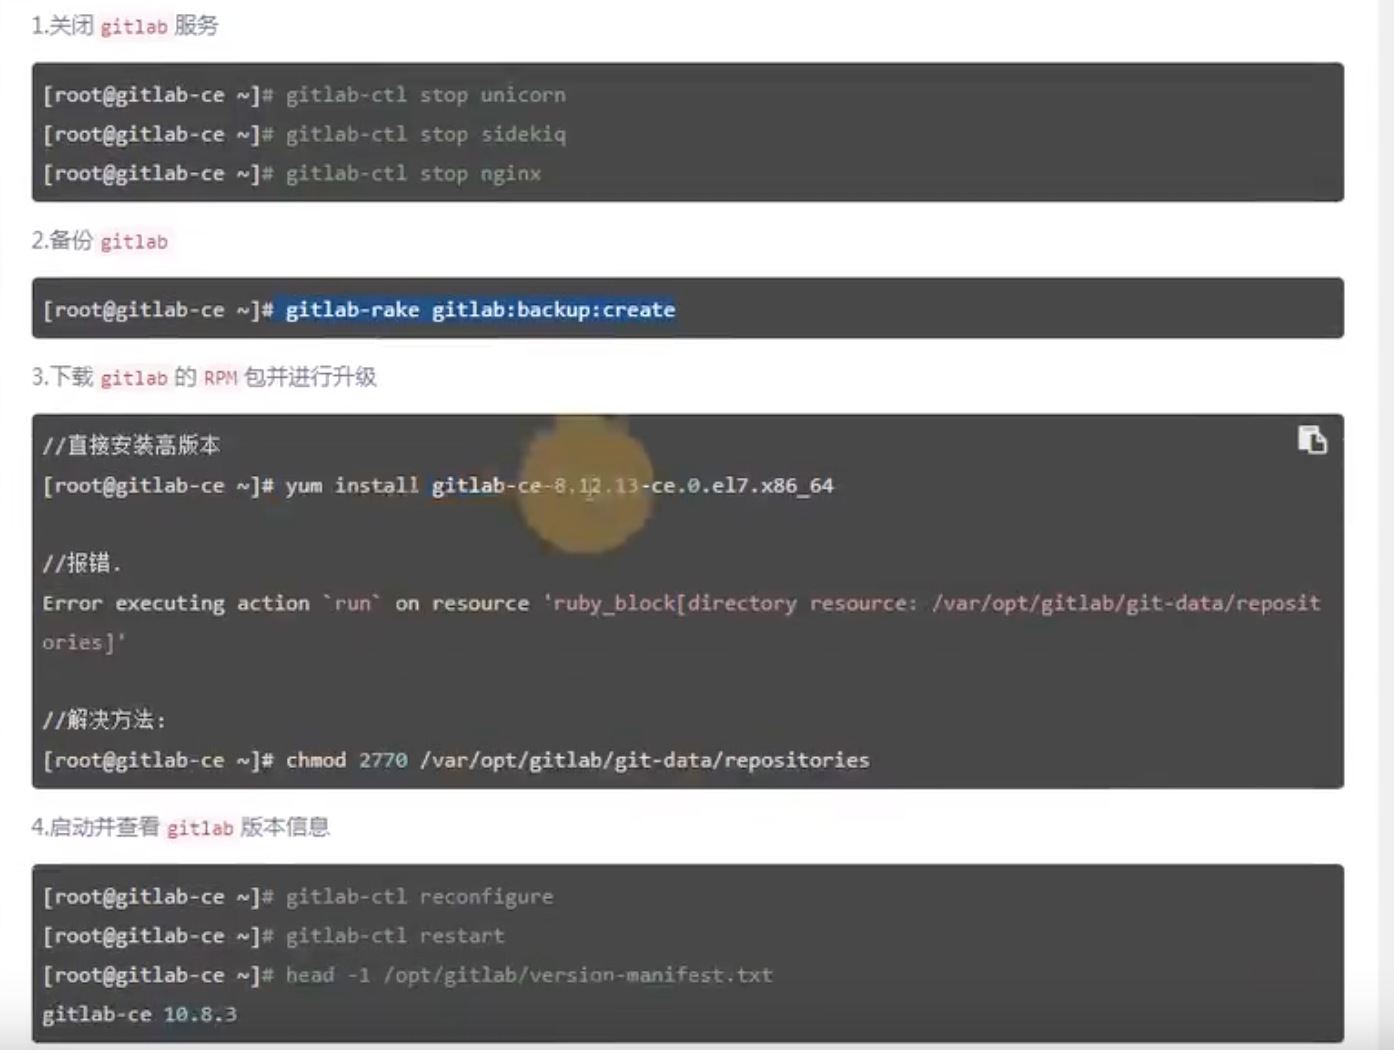 1.关闭 gitlab 服务
[root@gitlab-ce ~]# gitlab-ctl stop unicorn
[root@gitlab-ce ~]# gitlab-ctl stop sidekiq
[root@gitlab-ce ~]# gitlab-ctl stop nginx
2.备份 gitlab
[root@gitlab-ce ~]# gitlab-rake gitlab:backup:create
3.下载 gitlab 的 RPM 包并进行升级
//直接安装高版本
[root@gitlab-ce ~]# yum install gitlab-ce-8.12.13-ce.0.el7.x86_64
//报错.
Error executing action `run` on resource 'ruby_block[directory resource: /var/opt/gitlab/git-data/reposit
ories]'
//解决方法:
[root@gitlab-ce ~]# chmod 2770 /var/opt/gitlab/git-data/repositories
4.启动并查看 gitlab 版本信息
[root@gitlab-ce ~]# gitlab-ctl reconfigure
[root@gitlab-ce ~]# gitlab-ctl restart
[root@gitlab-ce ~]# head -1 /opt/gitlab/version-manifest.txt
gitlab-ce 10.8.3